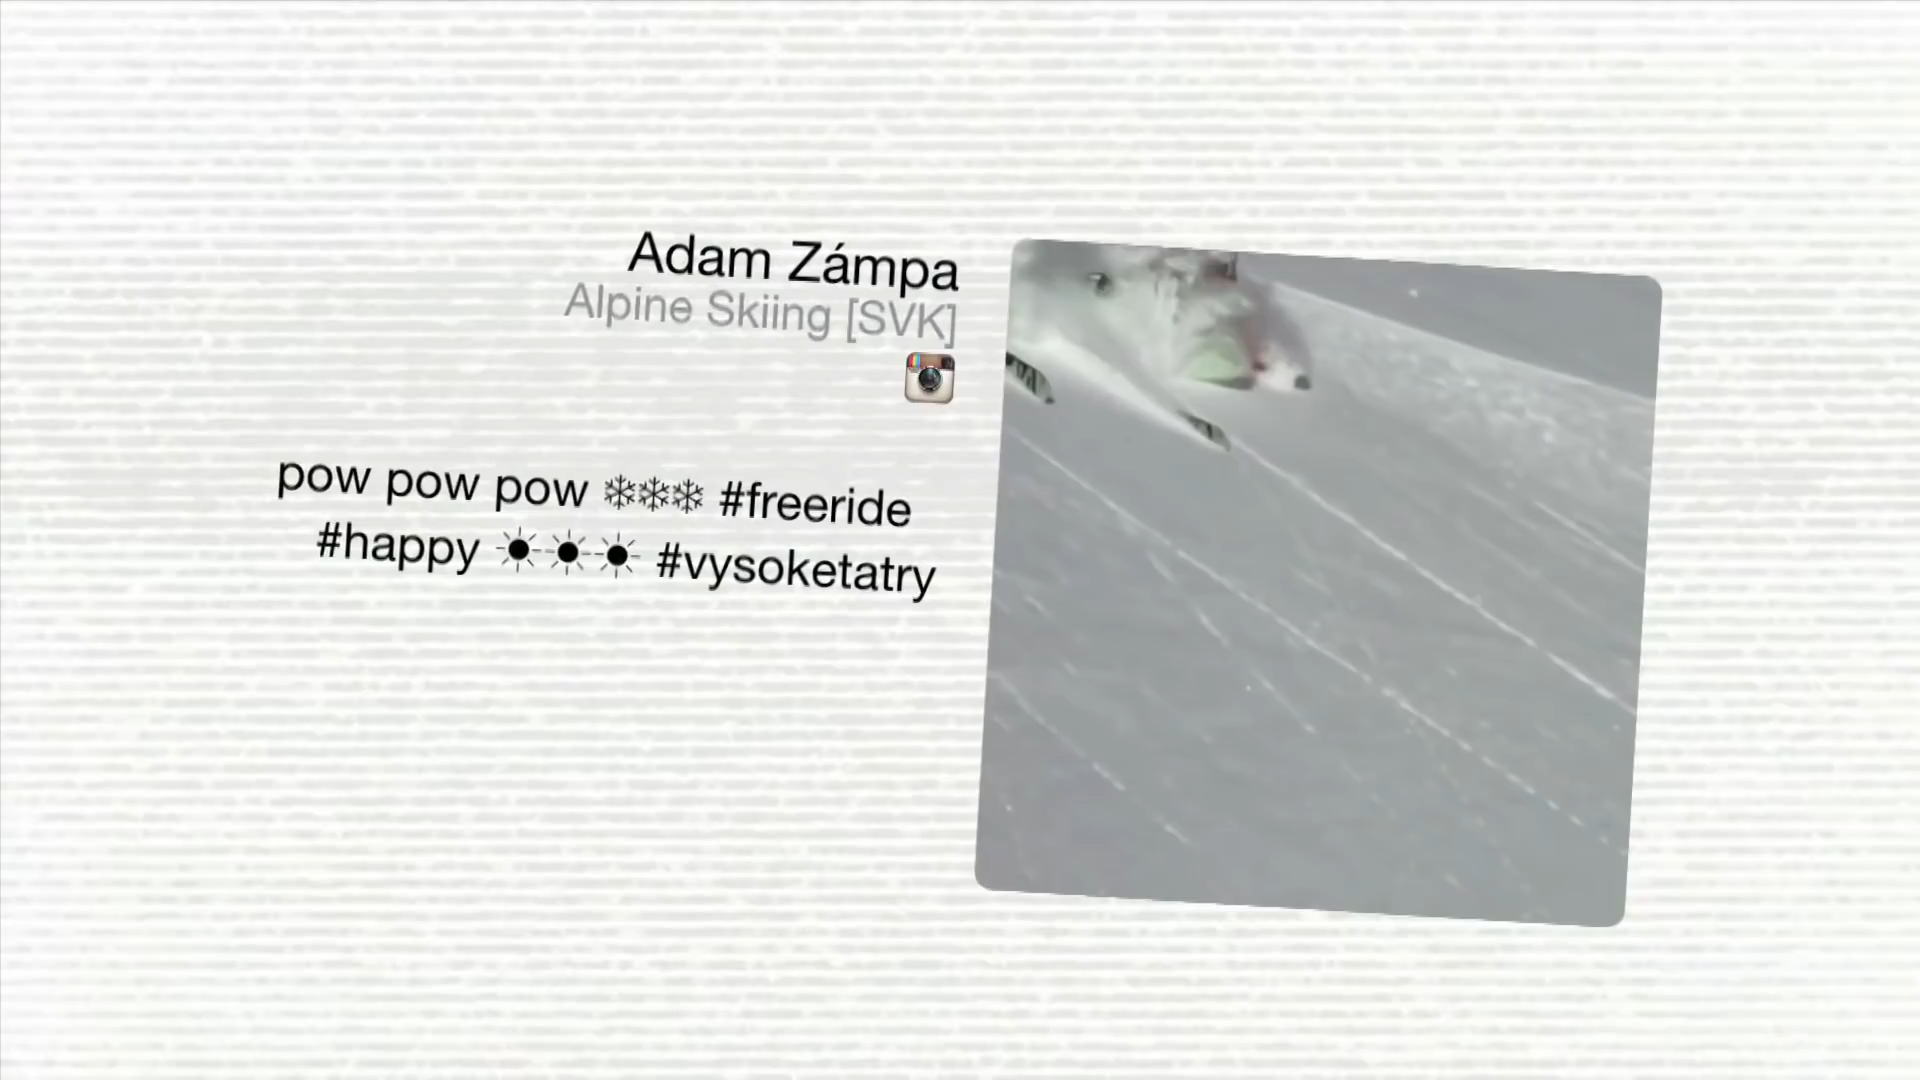 Adam Zámpa
Alpine Skiing [SVK]
pow pow pow ❄❄❄ #freeride
#happy ☀☀☀ #vysoketatry